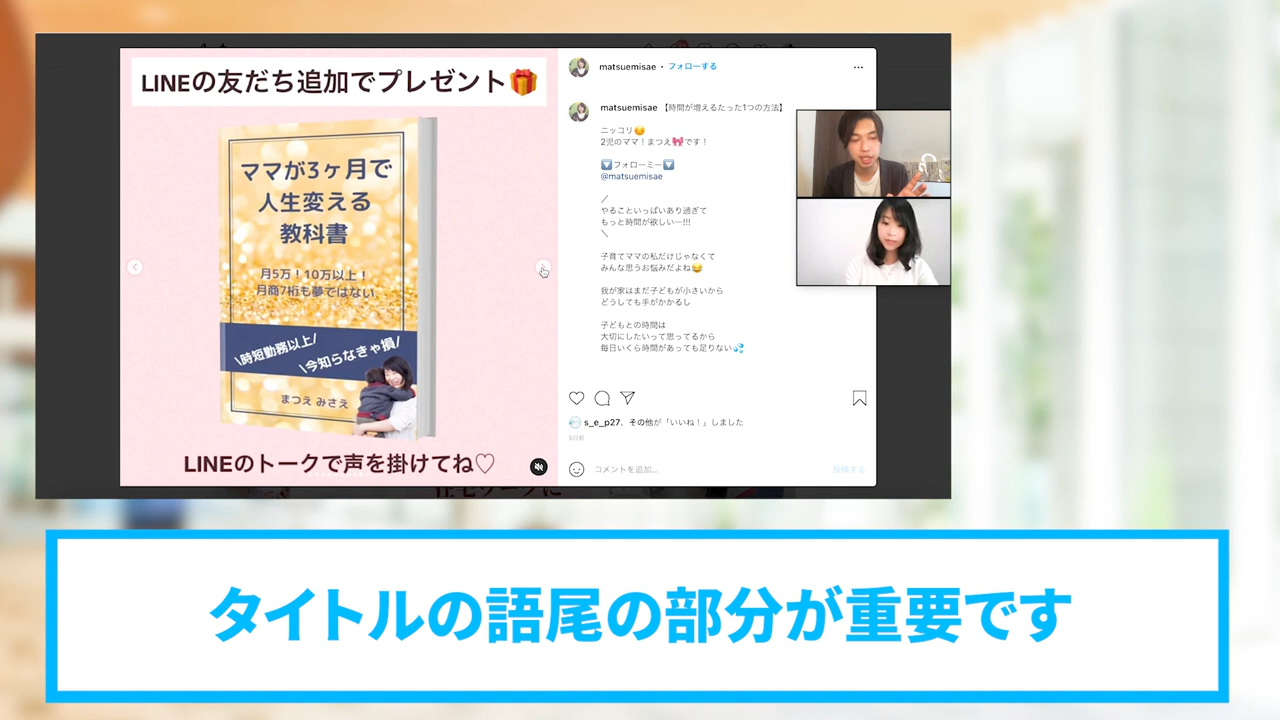 LINEの友だち追加でプレゼント🎁
ママが3ヶ月で
人生変える
教科書
月5万!10万以上!
月商7桁も夢ではない
\時短勤務以上/
\今知らなきゃ損/
まつえ みさえ
LINEのトークで声を掛けてね♡
matsuemisae • フォローする
matsuemisae 【時間が増えるたった1つの方法】
ニッコリ😊
2児のママ!まつえ🎀です!
🔽フォローミー🔽
@matsuemisae
/
やることいっぱいあり過ぎて
もっと時間が欲しいー!!!
\
子育てママの私だけじゃなくて
みんな思うお悩みだよね😂
我が家はまだ子どもが小さいから
どうしても手がかかるし
子どもとの時間は
大切にしたいって思ってるから
毎日いくら時間があっても足りない💦
s_e_p27、その他が「いいね!」しました
5日前
コメントを追加...
投稿する
タイトルの語尾の部分が重要です